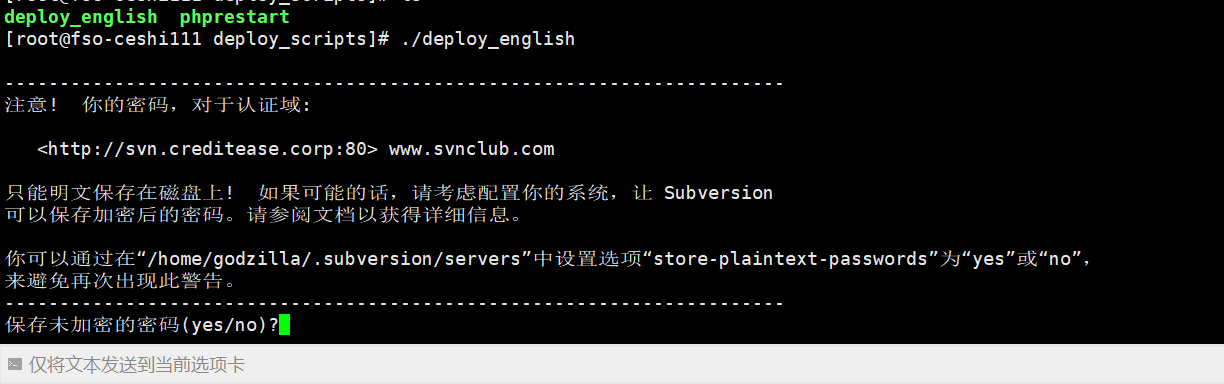 [root@fso-ceshi111 deploy_scripts]# ls
deploy_english  phprestart
[root@fso-ceshi111 deploy_scripts]# ./deploy_english
-----------------------------------------------------------------------
注意!  你的密码，对于认证域:
<http://svn.creditease.corp:80> www.svnclub.com
只能明文保存在磁盘上!  如果可能的话，请考虑配置你的系统，让 Subversion
可以保存加密后的密码。请参阅文档以获得详细信息。
你可以通过在“/home/godzilla/.subversion/servers”中设置选项“store-plaintext-passwords”为“yes”或“no”，
来避免再次出现此警告。
-----------------------------------------------------------------------
保存未加密的密码(yes/no)?
仅将文本发送到当前选项卡